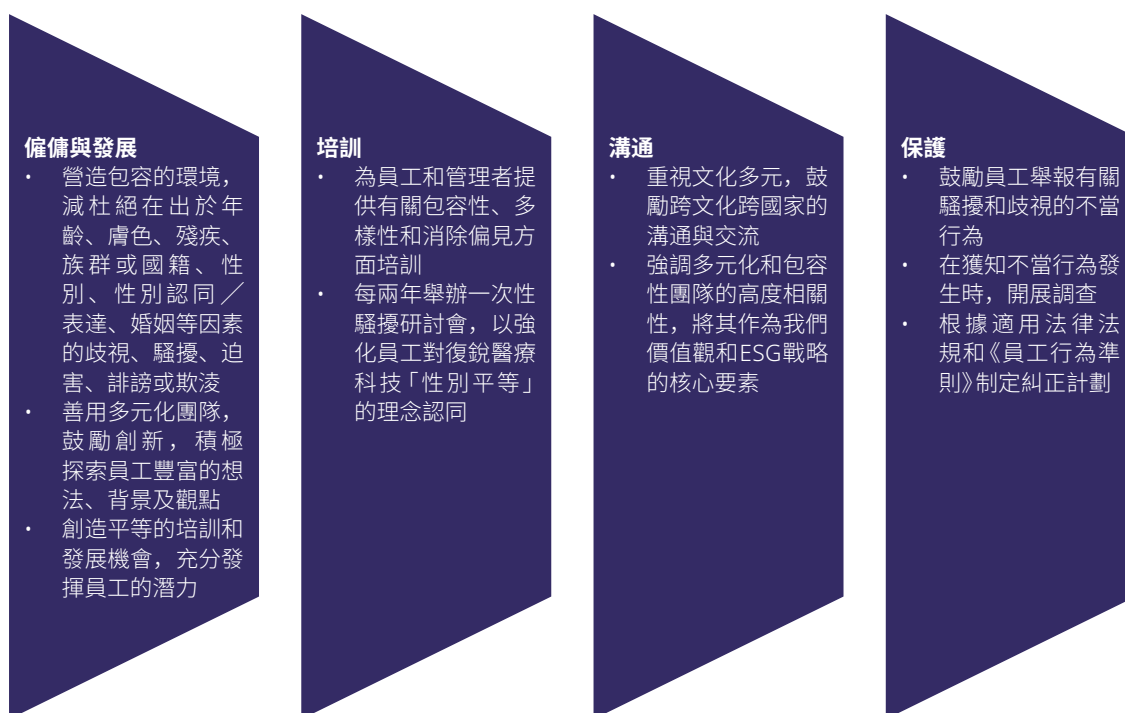 僱傭與發展
• 營造包容的環境，
減杜絕在出於年
齡、膚色、殘疾、
族群或國籍、性
別、性別認同／
表達、婚姻等因素
的歧視、騷擾、迫
害、誹謗或欺淩
• 善用多元化團隊，
鼓勵創新，積極
探索員工豐富的想
法、背景及觀點
• 創造平等的培訓和
發展機會，充分發
揮員工的潛力
培訓
• 為員工和管理者提
供有關包容性、多
樣性和消除偏見方
面培訓
• 每兩年舉辦一次性
騷擾研討會，以強
化員工對復銳醫療
科技「性別平等」
的理念認同
溝通
• 重視文化多元，鼓
勵跨文化跨國家的
溝通與交流
• 強調多元化和包容
性團隊的高度相關
性，將其作為我們
價值觀和ESG戰略
的核心要素
保護
• 鼓勵員工舉報有關
騷擾和歧視的不當
行為
• 在獲知不當行為發
生時，開展調查
• 根據適用法律法
規和《員工行為準
則》制定糾正計劃